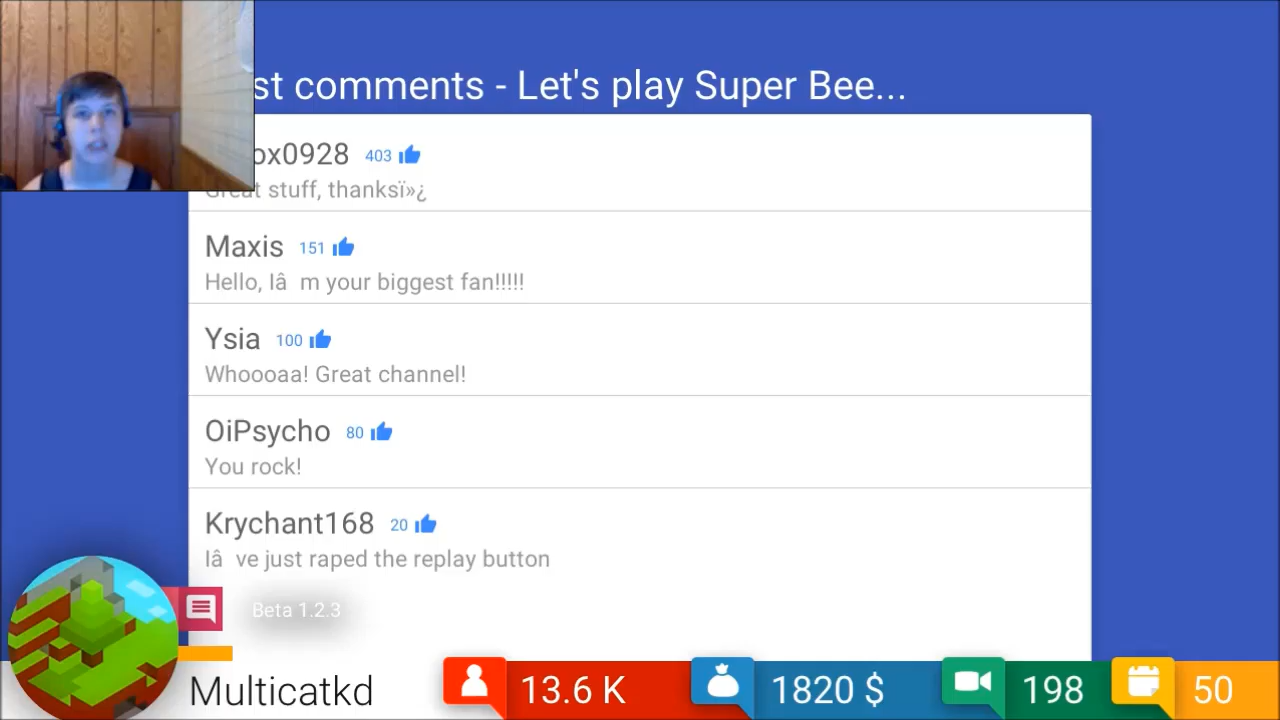 st comments - Let's play Super Bee...
ox0928 403
Great stuff, thanksï»¿
Maxis 151
Hello, Iâ m your biggest fan!!!!!
Ysia 100
Whoooaa! Great channel!
OiPsycho 80
You rock!
Krychant168 20
Iâ ve just raped the replay button
Beta 1.2.3
Multicatkd
13.6 K
1820 $
198
50